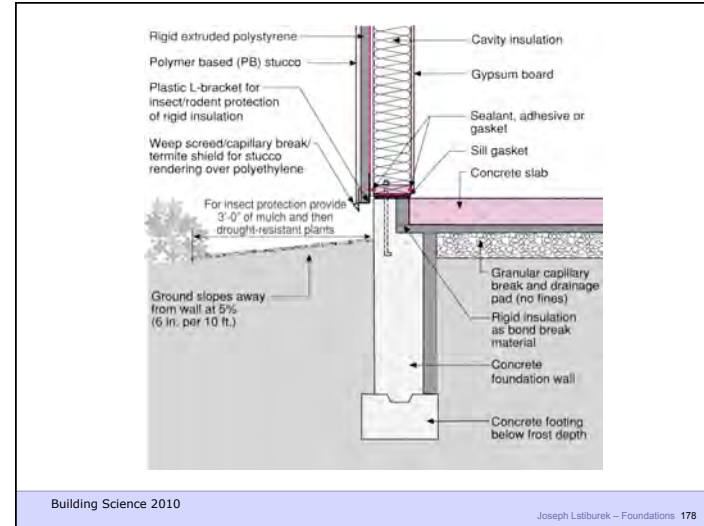 Rigid extruded polystyrene
Polymer based (PB) stucco
Plastic L-bracket for
insect/rodent protection
of rigid insulation
Weep screed/capillary break/
termite shield for stucco
rendering over polyethylene
For insect protection provide
3'-0" of mulch and then
drought-resistant plants
Ground slopes away
from wall at 5%
(6 in. per 10 ft.)
Cavity insulation
Gypsum board
Sealant, adhesive or
gasket
Sill gasket
Concrete slab
Granular capillary
break and drainage
pad (no fines)
Rigid insulation
as bond break
material
Concrete
foundation wall
Concrete footing
below frost depth
Building Science 2010
Joseph Lstiburek – Foundations 178